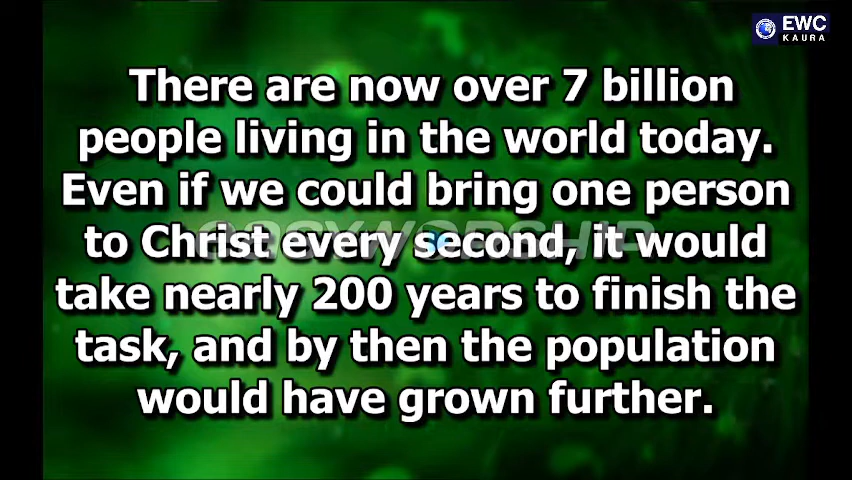 EWC
KAURA
There are now over 7 billion
people living in the world today.
Even if we could bring one person
to Christ every second, it would
take nearly 200 years to finish the
task, and by then the population
would have grown further.
EASYWORSHIP